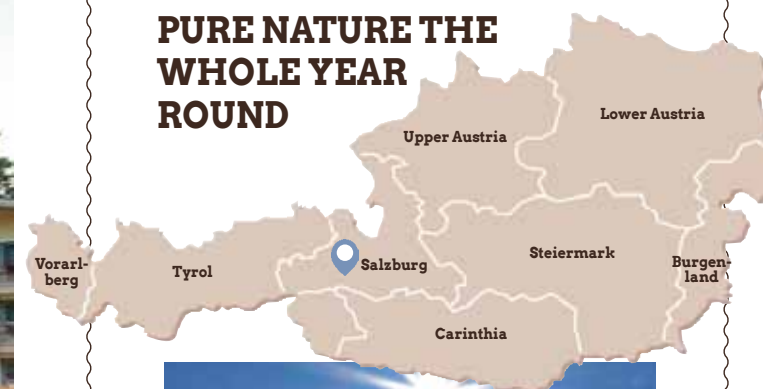 PURE NATURE THE
WHOLE YEAR
ROUND
Lower Austria
Upper Austria
Steiermark
Vorarl-
berg
Tyrol
Salzburg
Burgen-
land
Carinthia